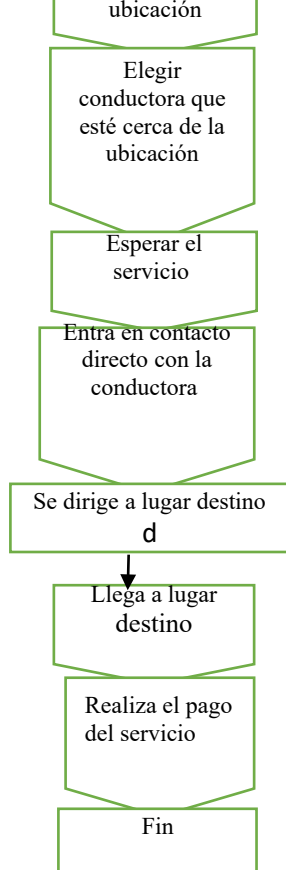 ubicación
Elegir
conductora que
esté cerca de la
ubicación
Esperar el
servicio
Entra en contacto
directo con la
conductora
Se dirige a lugar destino
d
Llega a lugar
destino
Realiza el pago
del servicio
Fin